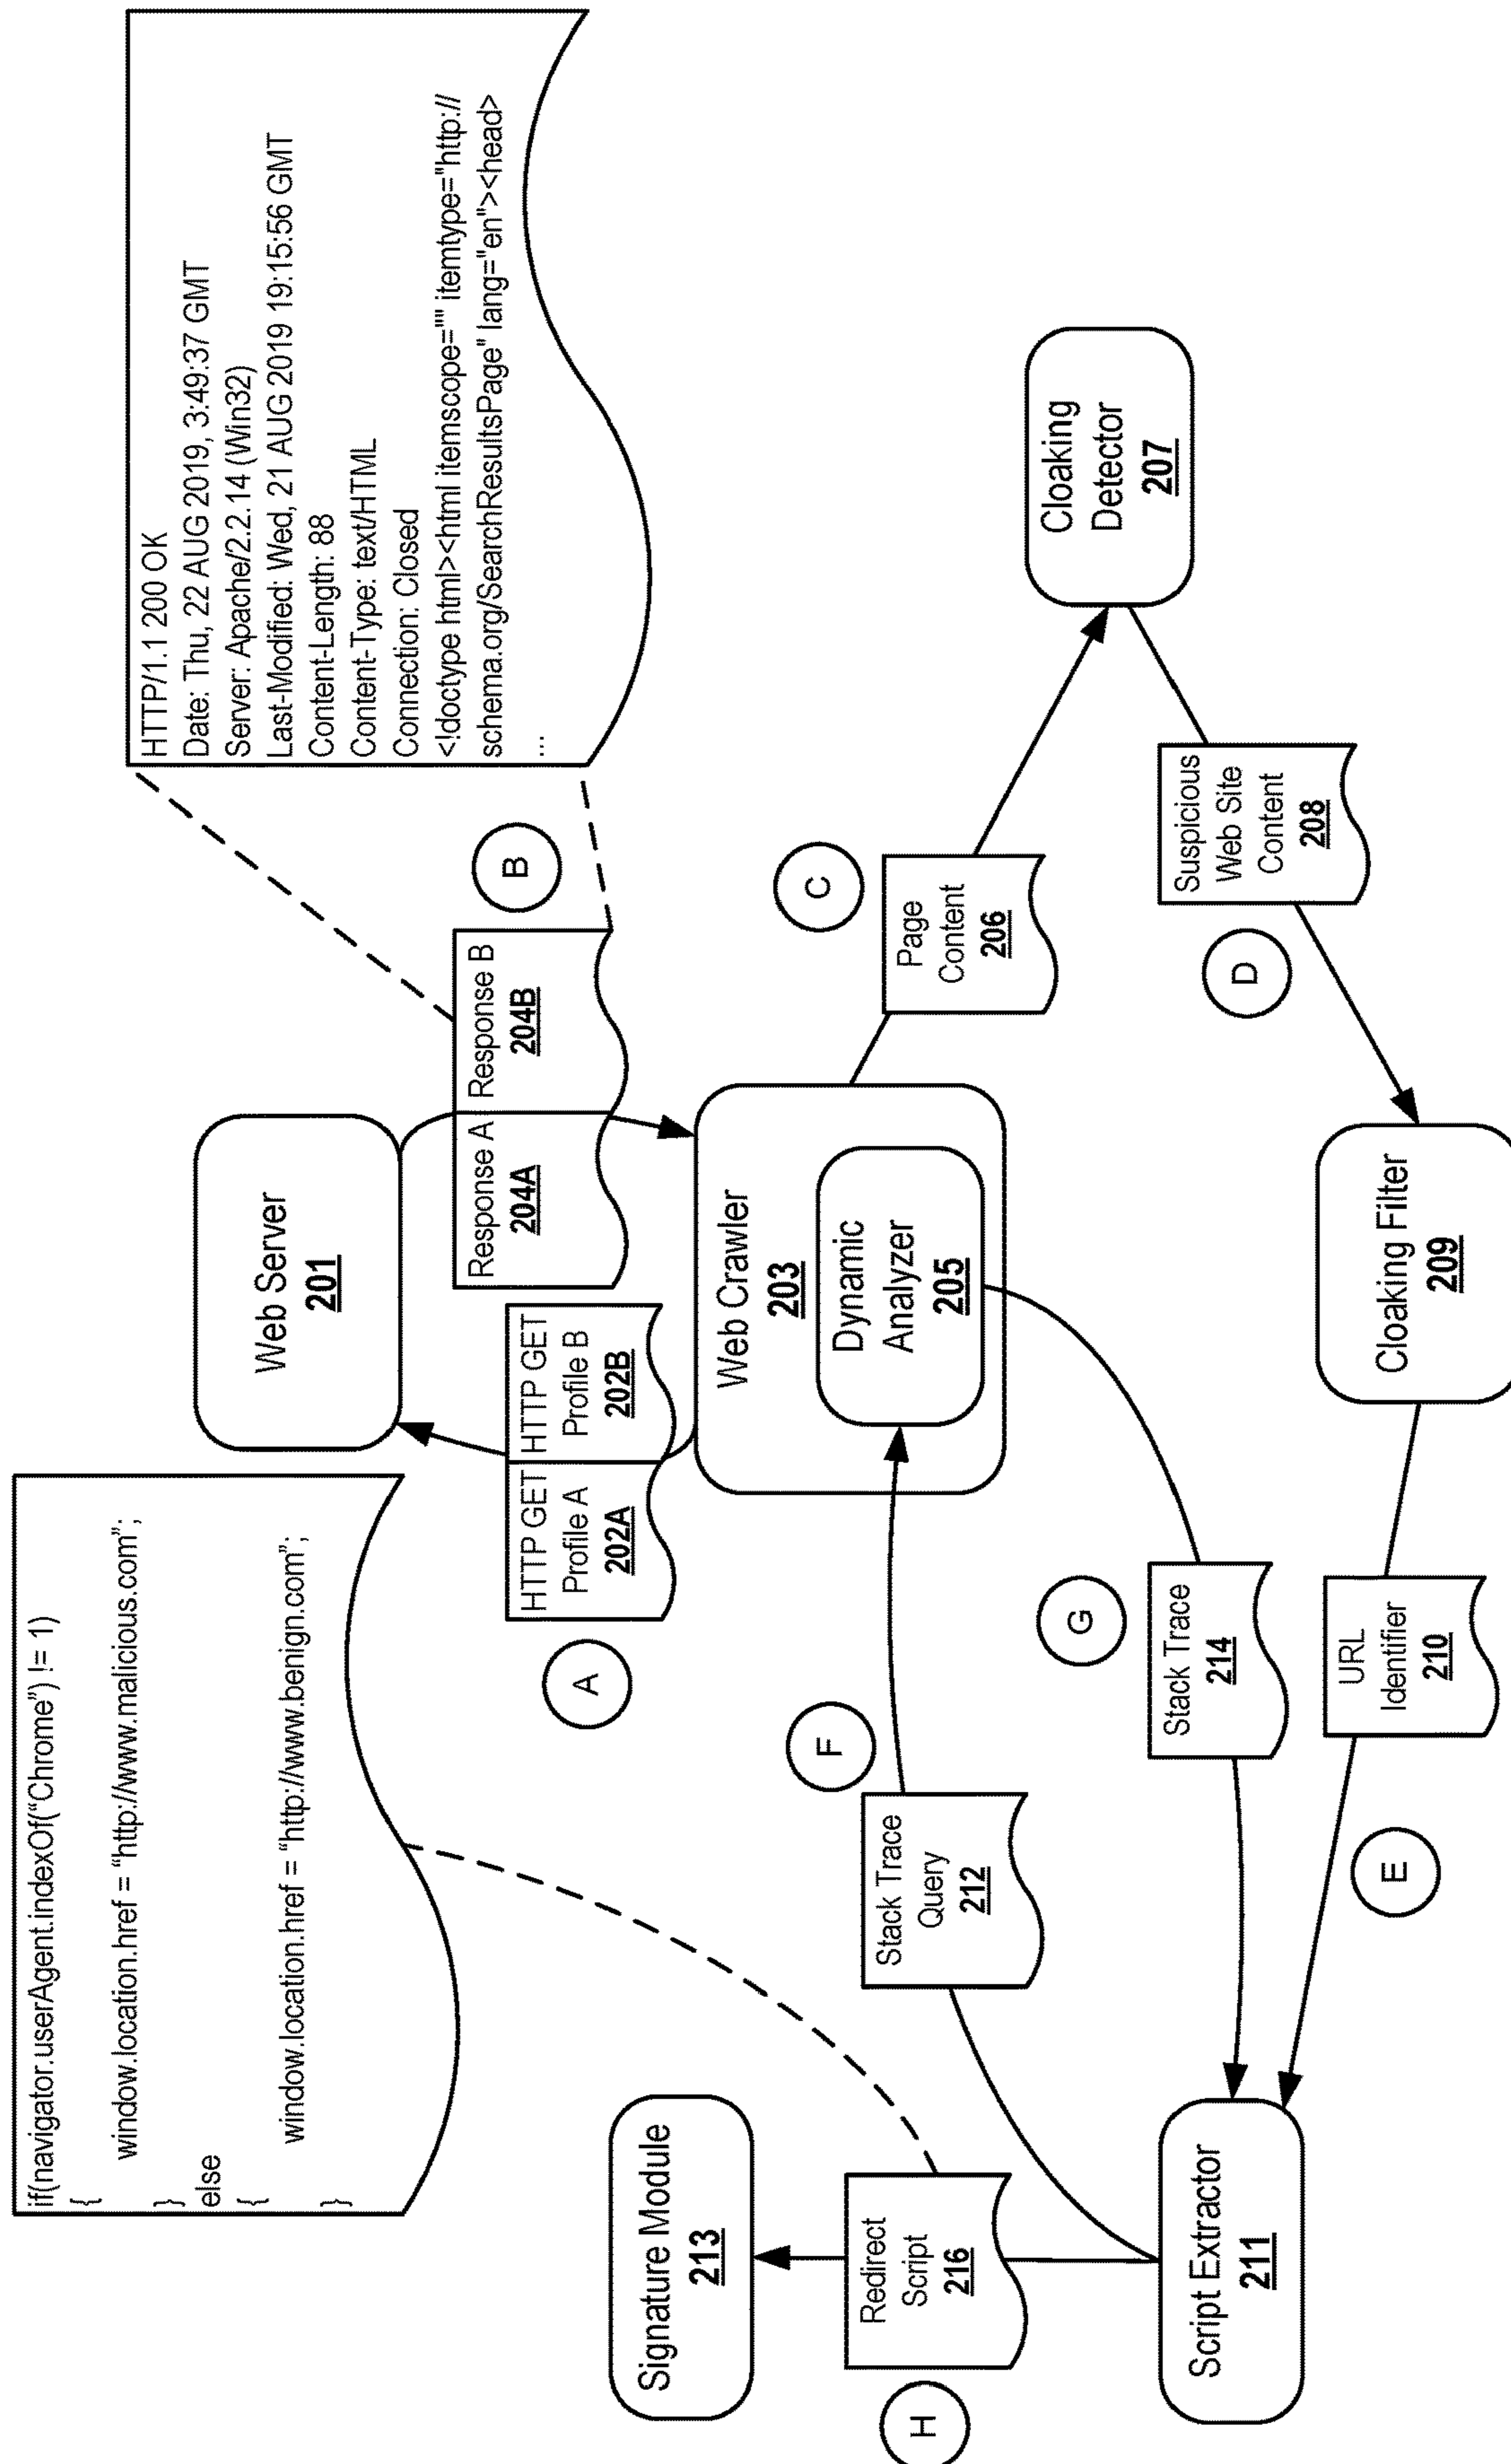 if(navigator.userAgent.indexOf(“Chrome”) != 1)
{
window.location.href = “http://www.malicious.com”;
} 
else
{
window.location.href = “http://www.benign.com”;
}
HTTP/1.1 200 OK
Date: Thu, 22 AUG 2019, 3:49:37 GMT
Server: Apache/2.2.14 (Win32)
Last-Modified: Wed, 21 AUG 2019 19:15:56 GMT
Content-Length: 88
Content-Type: text/HTML
Connection: Closed
<!doctype html><html itemscope="" itemtype="http://
schema.org/SearchResultsPage" lang="en"><head>
...
Web Server
201
A
HTTP GET
Profile A
202A
HTTP GET
Profile B
202B
Response A
204A
Response B
204B
B
Signature Module
213
Web Crawler
203
Dynamic
Analyzer
205
C
Page
Content
206
H
Redirect
Script
216
F
Stack Trace
Query
212
Cloaking
Detector
207
G
Stack Trace
214
D
Suspicious
Web Site
Content
208
Script Extractor
211
E
URL
Identifier
210
Cloaking Filter
209